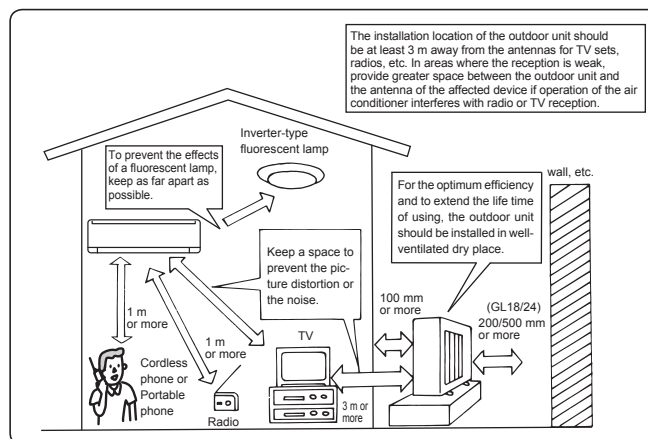 The installation location of the outdoor unit should
be at least 3 m away from the antennas for TV sets,
radios, etc. In areas where the reception is weak,
provide greater space between the outdoor unit and
the antenna of the affected device if operation of the air
conditioner interferes with radio or TV reception.
Inverter-type
fluorescent lamp
To prevent the effects
of a fluorescent lamp,
keep as far apart as
possible.
wall, etc.
For the optimum efficiency
and to extend the life time
of using, the outdoor unit
should be installed in well-
ventilated dry place.
Keep a space to
prevent the pic-
ture distortion or
the noise.
100 mm
or more
(GL18/24)
200/500 mm
or more
1 m
or more
1 m
or more
TV
Cordless
phone or
Portable
phone
Radio
3 m or
more